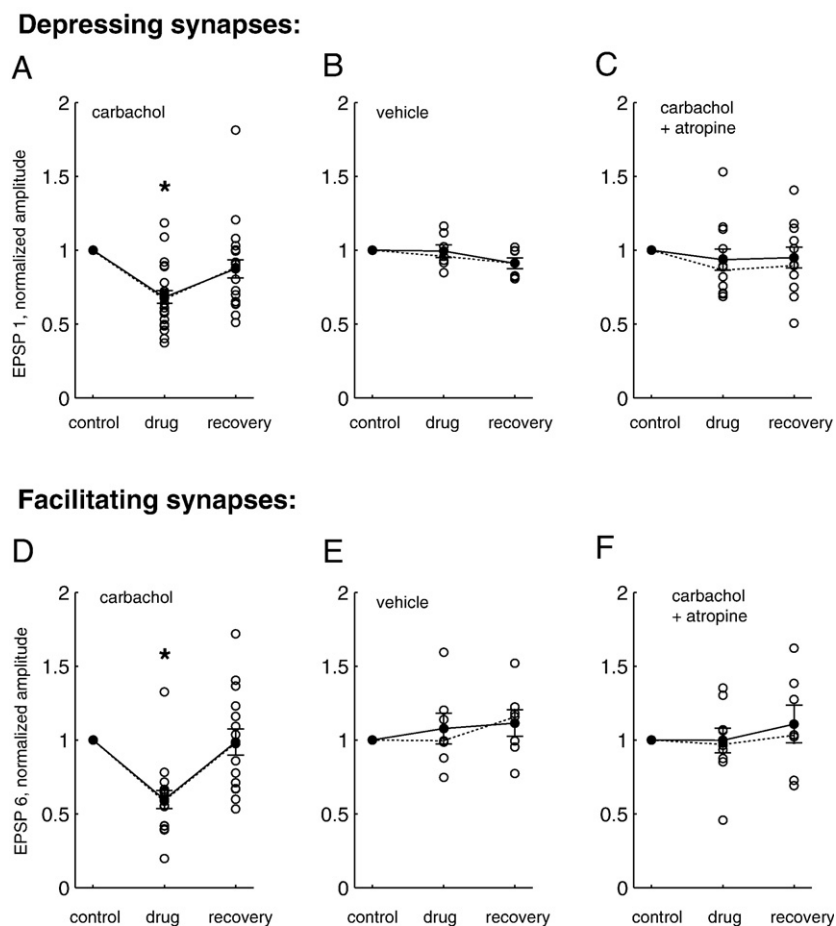 Depressing synapses:
A
B
C
carbachol
vehicle
carbachol
+ atropine
EPSP 1, normalized amplitude
2
1.5
1
0.5
0
*
control drug recovery
2
1.5
1
0.5
0
control drug recovery
2
1.5
1
0.5
0
control drug recovery
Facilitating synapses:
D
E
F
carbachol
vehicle
carbachol
+ atropine
EPSP 6, normalized amplitude
2
1.5
1
0.5
0
*
control drug recovery
2
1.5
1
0.5
0
control drug recovery
2
1.5
1
0.5
0
control drug recovery